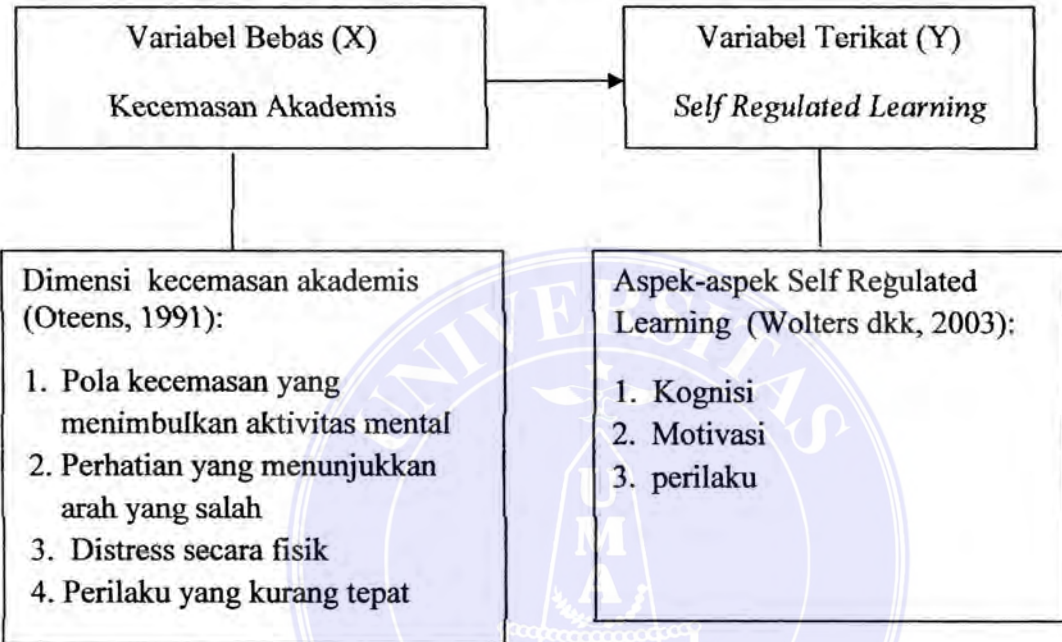 Variabel Bebas (X)
Kecemasan Akademis
Variabel Terikat (Y)
Self Regulated Learning
Dimensi kecemasan akademis
(Oteens, 1991):
1. Pola kecemasan yang
menimbulkan aktivitas mental
2. Perhatian yang menunjukkan
arah yang salah
3. Distress secara fisik
4. Perilaku yang kurang tepat
Aspek-aspek Self Regulated
Learning (Wolters dkk, 2003):
1. Kognisi
2. Motivasi
3. perilaku
UNIVERSITAS
UMA